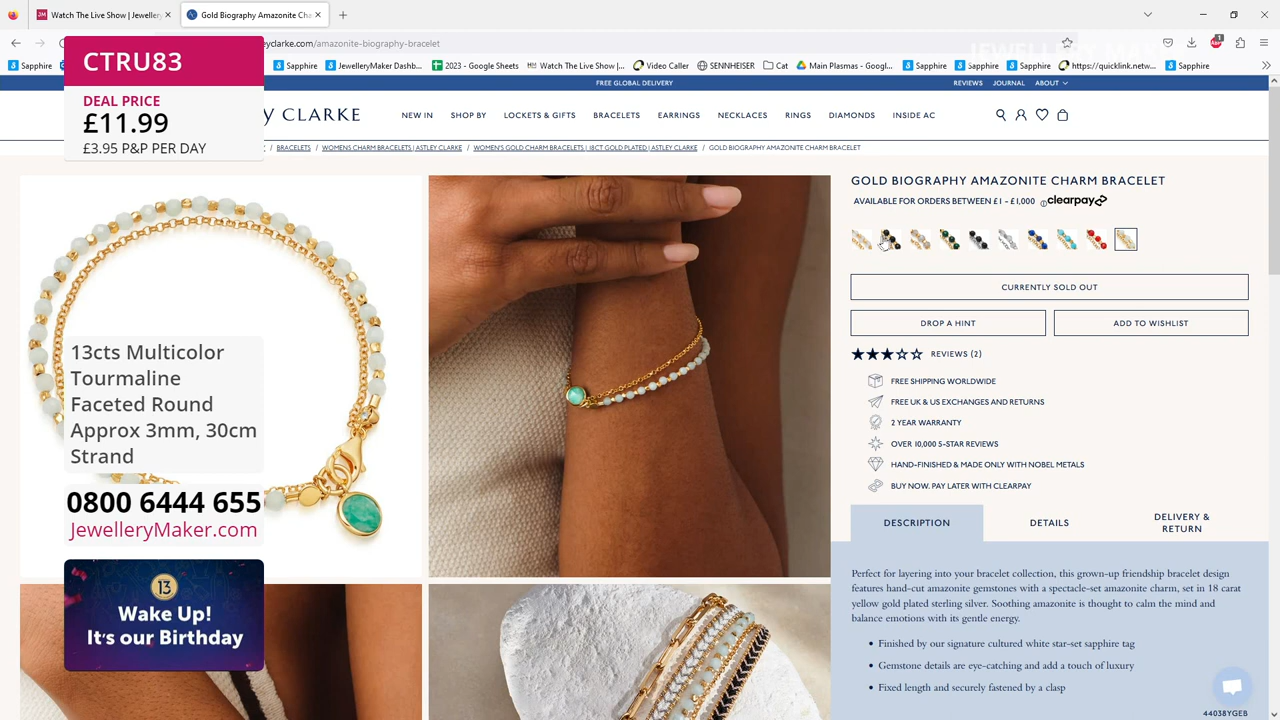 Watch The Live Show | Jeweller
Gold Biography Amazonite Cha
CTRU83
DEAL PRICE
£11.99
£3.95 P&P PER DAY
yclarke.com/amazonite-biography-bracelet
JEWELLERY MAK
Sapphire
Sapphire
JewelleryMaker Dashb...
2023 - Google Sheets
Watch The Live Show |...
Video Caller
SENNHEISER
Cat
Main Plasmas - Googl...
Sapphire
Sapphire
Sapphire
https://quicklink.netw...
Sapphire
FREE GLOBAL DELIVERY
REVIEWS JOURNAL ABOUT
y CLARKE
NEW IN SHOP BY LOCKETS & GIFTS BRACELETS EARRINGS NECKLACES RINGS DIAMONDS INSIDE AC
/ BRACELETS / WOMENS CHARM BRACELETS | ASTLEY CLARKE / WOMEN'S GOLD CHARM BRACELETS | 18CT GOLD PLATED | ASTLEY CLARKE / GOLD BIOGRAPHY AMAZONITE CHARM BRACELET
GOLD BIOGRAPHY AMAZONITE CHARM BRACELET
AVAILABLE FOR ORDERS BETWEEN £1 - £1,000 clearpay
CURRENTLY SOLD OUT
DROP A HINT
ADD TO WISHLIST
REVIEWS (2)
FREE SHIPPING WORLDWIDE
FREE UK & US EXCHANGES AND RETURNS
2 YEAR WARRANTY
OVER 10,000 5-STAR REVIEWS
HAND-FINISHED & MADE ONLY WITH NOBEL METALS
BUY NOW. PAY LATER WITH CLEARPAY
13cts Multicolor
Tourmaline
Faceted Round
Approx 3mm, 30cm
Strand
0800 6444 655
JewelleryMaker.com
13
Wake Up!
It's our Birthday
DESCRIPTION
DETAILS
DELIVERY &
RETURN
Perfect for layering into your bracelet collection, this grown-up friendship bracelet design
features hand-cut amazonite gemstones with a spectacle-set amazonite charm, set in 18 carat
yellow gold plated sterling silver. Soothing amazonite is thought to calm the mind and
balance emotions with its gentle energy.
Finished by our signature cultured white star-set sapphire tag
Gemstone details are eye-catching and add a touch of luxury
Fixed length and securely fastened by a clasp
44038YGEB